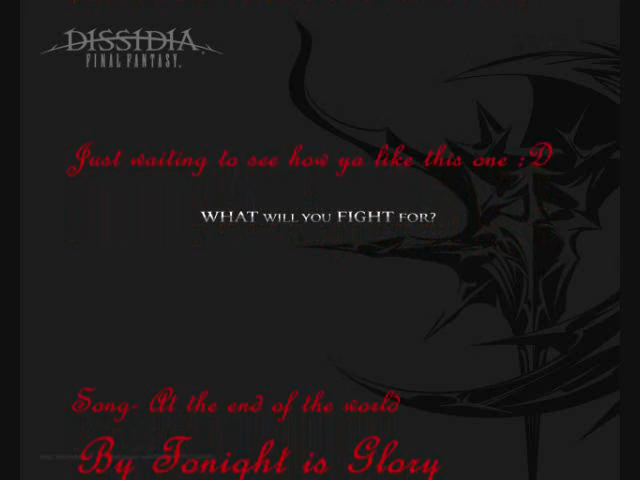 DISSIDIA
FINAL FANTASY
Just waiting to see how ya like this one :D
WHAT WILL YOU FIGHT FOR?
Song- At the end of the world
By Tonight is Glory